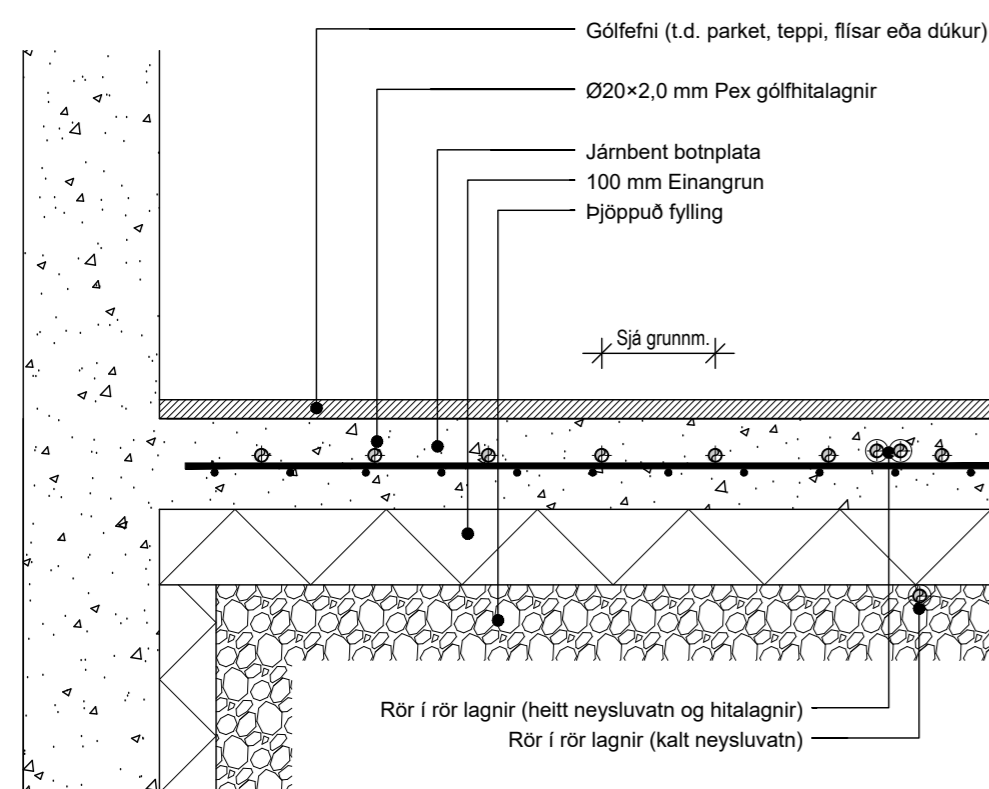 Gólfefni (t.d. parket, teppi, flísar eða dúkur)
Ø20×2,0 mm Pex gólfhitalagnir
Járnbent botnplata
100 mm Einangrun
Þjöppuð fylling
Sjá grunnm.
Rör í rör lagnir (heitt neysluvatn og hitalagnir)
Rör í rör lagnir (kalt neysluvatn)